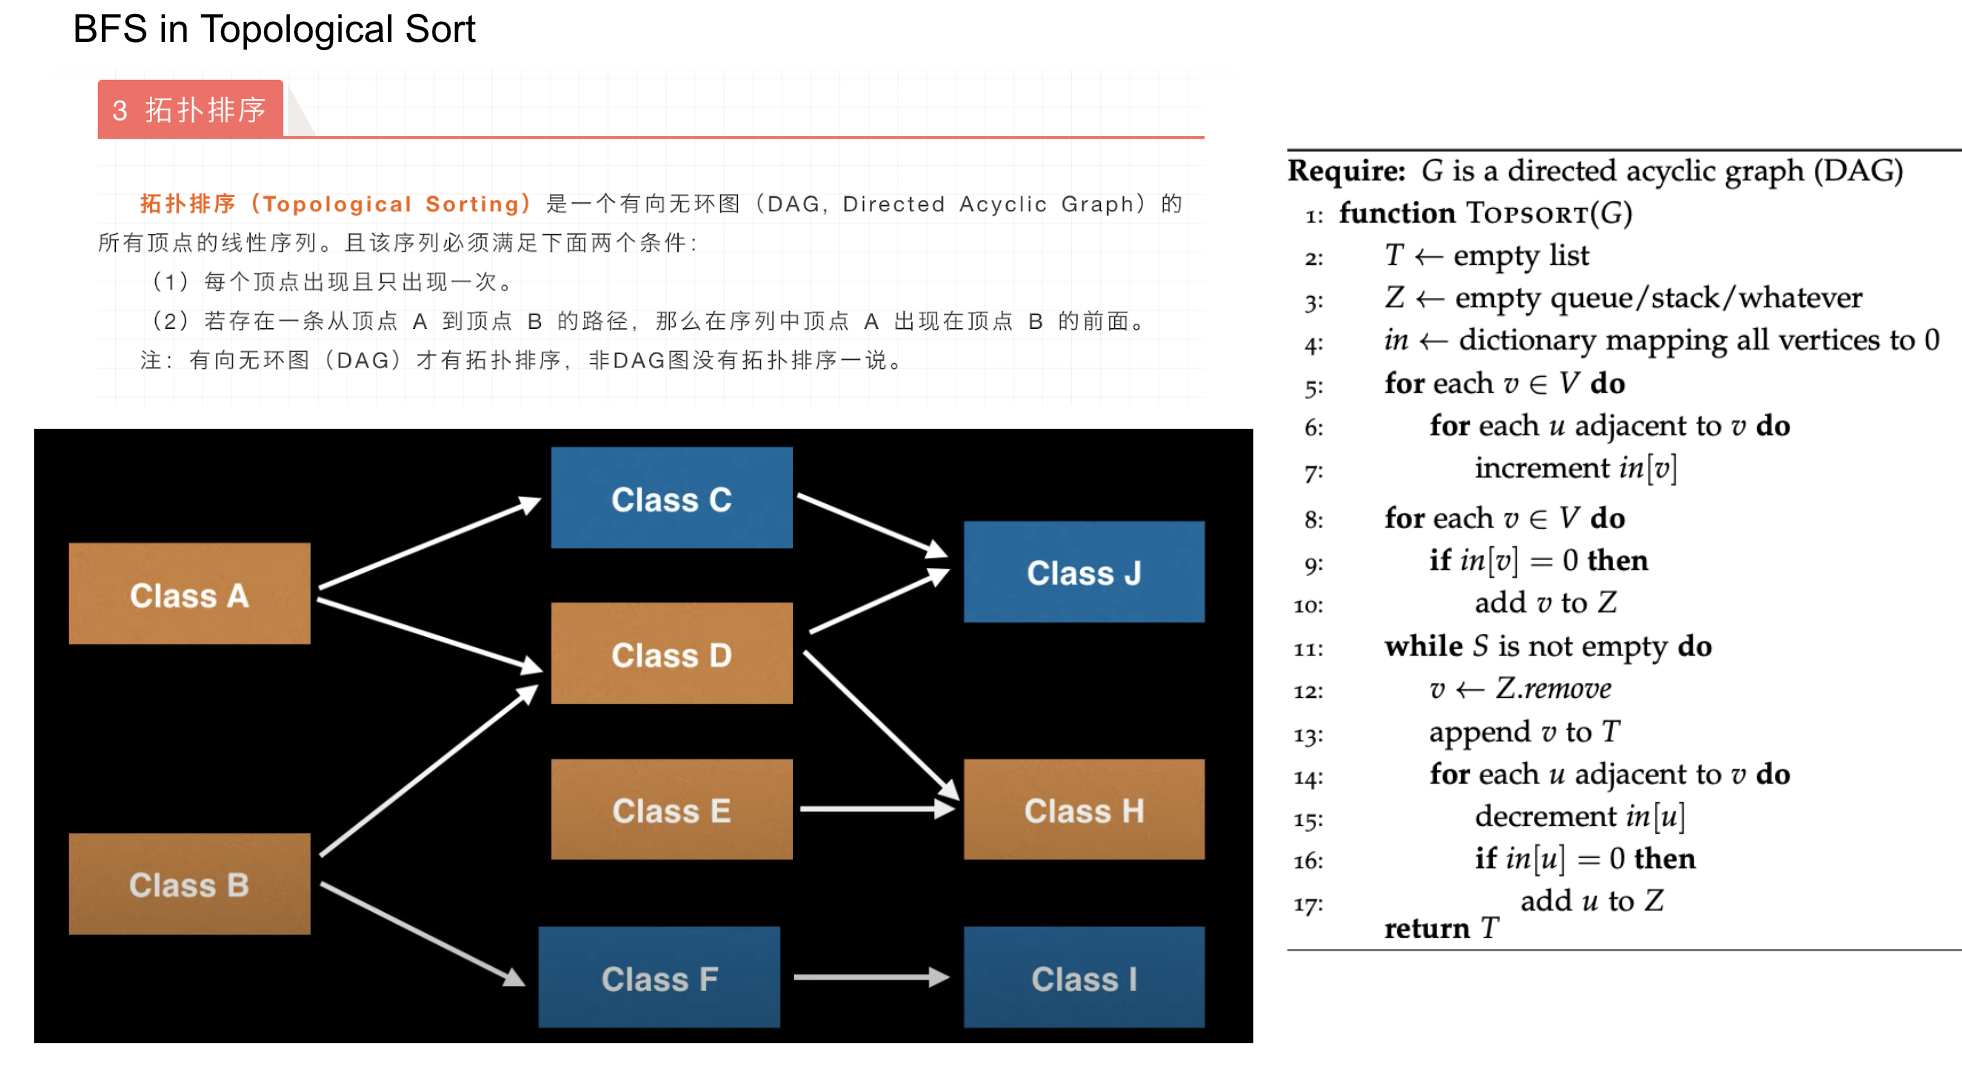 BFS in Topological Sort
3 拓扑排序
拓扑排序（Topological Sorting）是一个有向无环图（DAG, Directed Acyclic Graph）的
所有顶点的线性序列。且该序列必须满足下面两个条件：
（1）每个顶点出现且只出现一次。
（2）若存在一条从顶点 A 到顶点 B 的路径，那么在序列中顶点 A 出现在顶点 B 的前面。
注：有向无环图（DAG）才有拓扑排序，非DAG图没有拓扑排序一说。
Class A
Class B
Class C
Class D
Class E
Class F
Class J
Class H
Class I
Require: G is a directed acyclic graph (DAG)
1: function TOPSORT(G)
2: T ← empty list
3: Z ← empty queue/stack/whatever
4: in ← dictionary mapping all vertices to 0
5: for each v ∈ V do
6: for each u adjacent to v do
7: increment in[v]
8: for each v ∈ V do
9: if in[v] = 0 then
10: add v to Z
11: while S is not empty do
12: v ← Z.remove
13: append v to T
14: for each u adjacent to v do
15: decrement in[u]
16: if in[u] = 0 then
17: add u to Z
return T